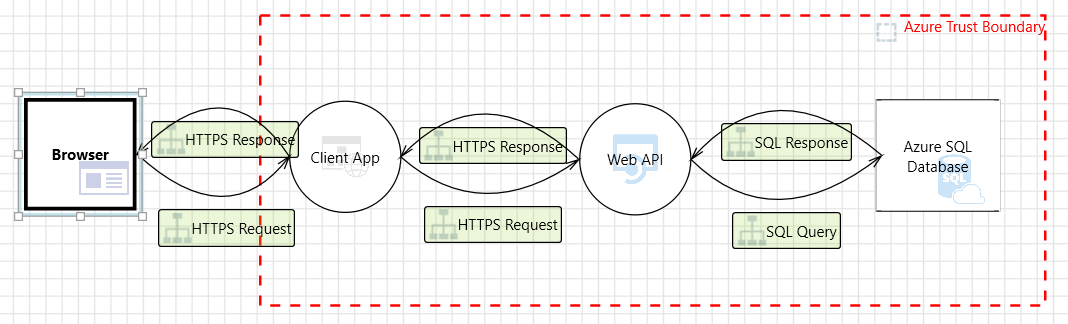 Azure Trust Boundary
Browser
HTTPS Response
HTTPS Request
Client App
HTTPS Response
HTTPS Request
Web API
SQL Response
SQL Query
Azure SQL
Database
SQL